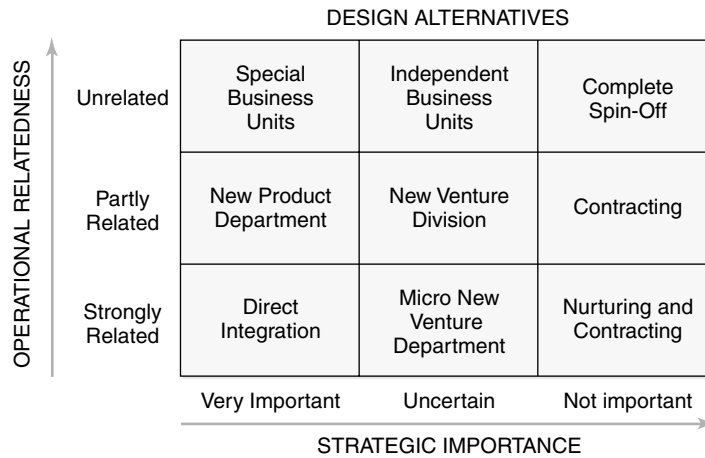 DESIGN ALTERNATIVES
OPERATIONAL RELATEDNESS
Unrelated
Special
Business
Units
Independent
Business
Units
Complete
Spin-Off
Partly
Related
New Product
Department
New Venture
Division
Contracting
Strongly
Related
Direct
Integration
Micro New
Venture
Department
Nurturing and
Contracting
Very Important
Uncertain
Not important
STRATEGIC IMPORTANCE